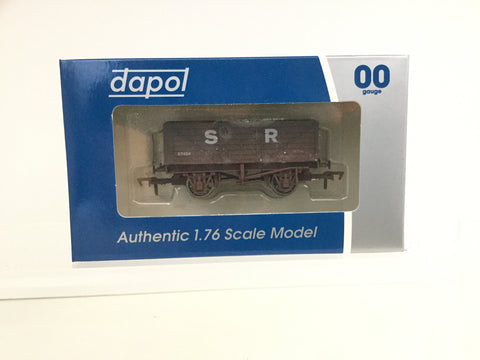 dapol
00
gauge
S R
Authentic 1.76 Scale Model